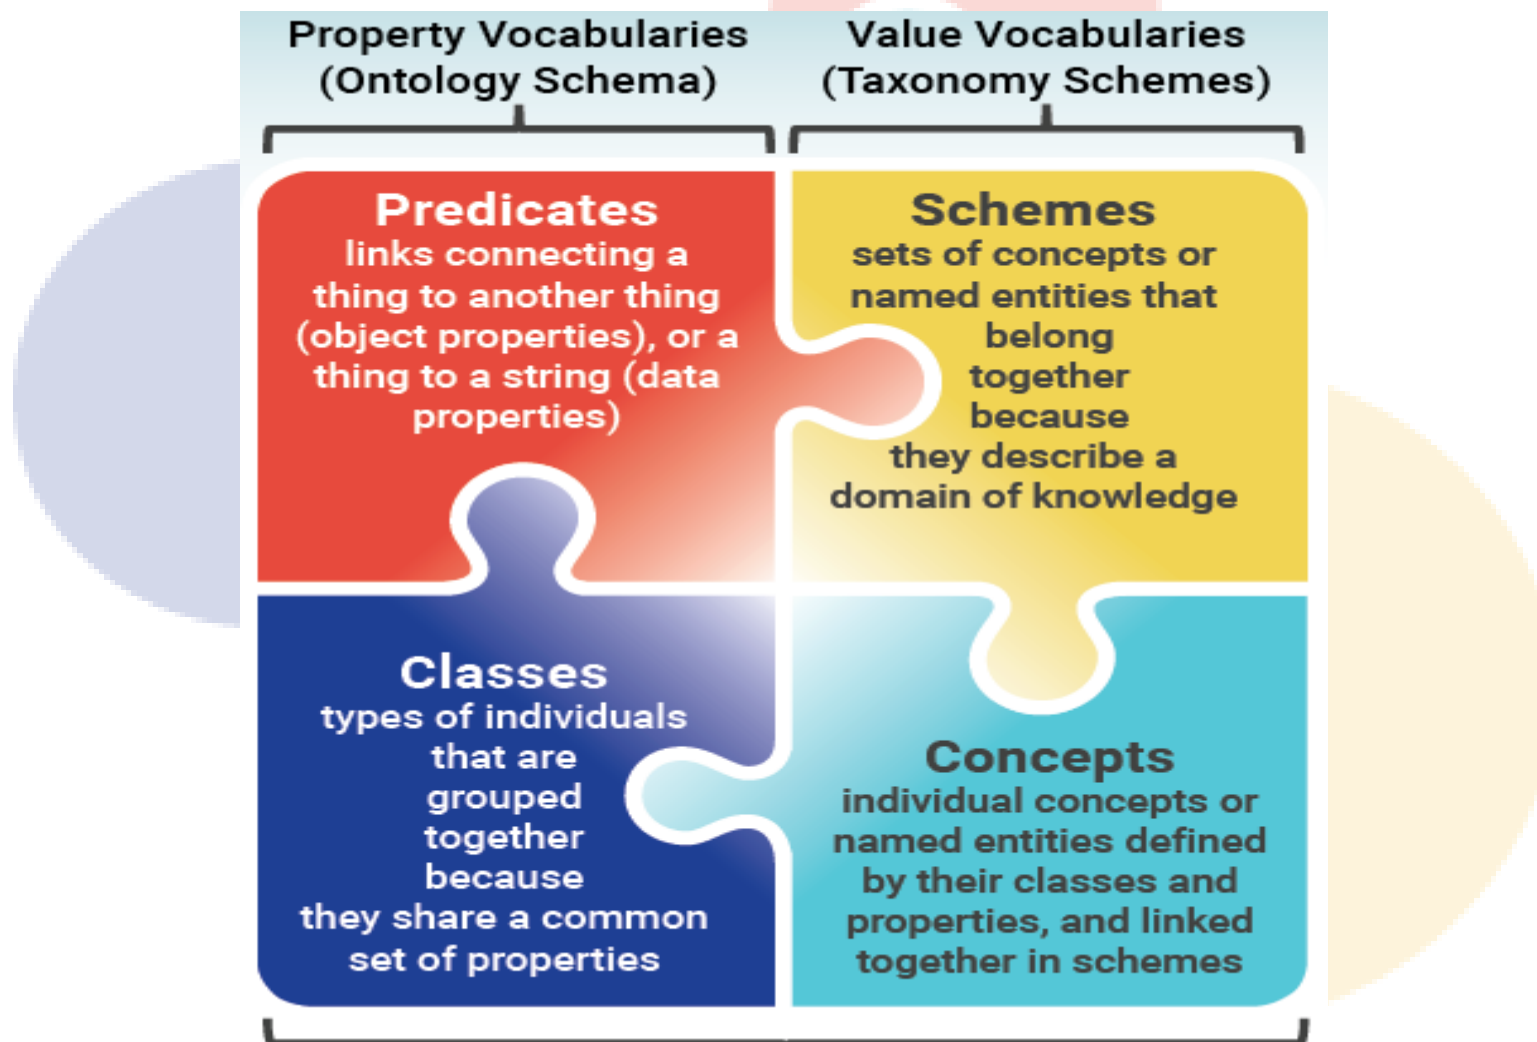 Property Vocabularies
(Ontology Schema)
Value Vocabularies
(Taxonomy Schemes)
Predicates
links connecting a
thing to another thing
(object properties), or a
thing to a string (data
properties)
Schemes
sets of concepts or
named entities that
belong
together
because
they describe a
domain of knowledge
Classes
types of individuals
that are
grouped
together
because
they share a common
set of properties
Concepts
individual concepts or
named entities defined
by their classes and
properties, and linked
together in schemes